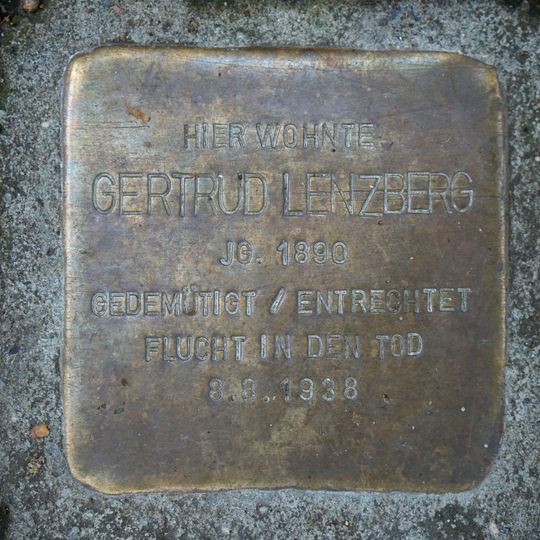 HIER WOHNTE
GERTRUD LENZBERG
JG. 1890
GEDEMÜTIGT / ENTRECHTET
FLUCHT IN DEN TOD
8.8.1938